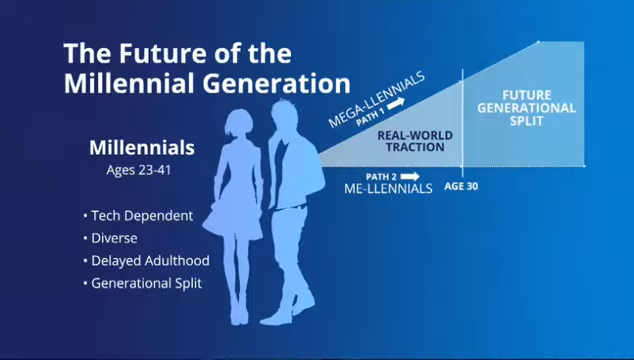 The Future of the
Millennial Generation
Millennials
Ages 23-41
• Tech Dependent
• Diverse
• Delayed Adulthood
• Generational Split
MEGA-LLENNIALS
PATH 1
REAL-WORLD
TRACTION
FUTURE
GENERATIONAL
SPLIT
PATH 2
ME-LLENNIALS
AGE 30